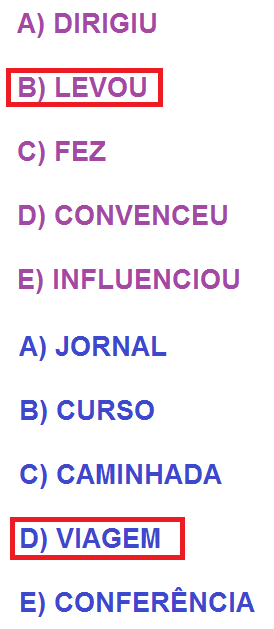 A) DIRIGIU
B) LEVOU
C) FEZ
D) CONVENCEU
E) INFLUENCIOU
A) JORNAL
B) CURSO
C) CAMINHADA
D) VIAGEM
E) CONFERÊNCIA